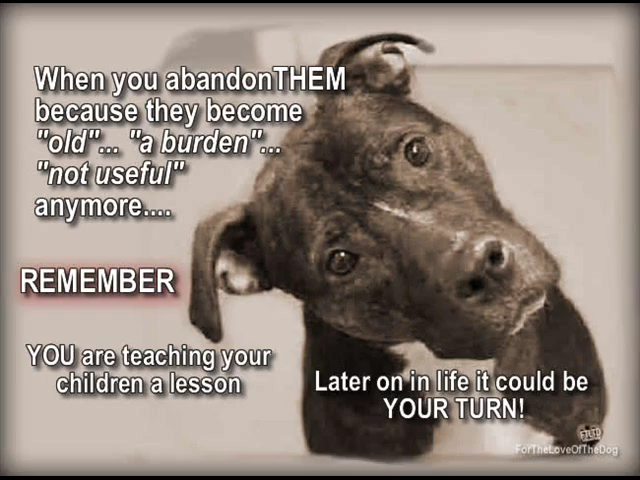 When you abandonTHEM
because they become
"old"... "a burden"...
"not useful"
anymore....
REMEMBER
YOU are teaching your
children a lesson
Later on in life it could be
YOUR TURN!
ForTheLoveOfTheDog